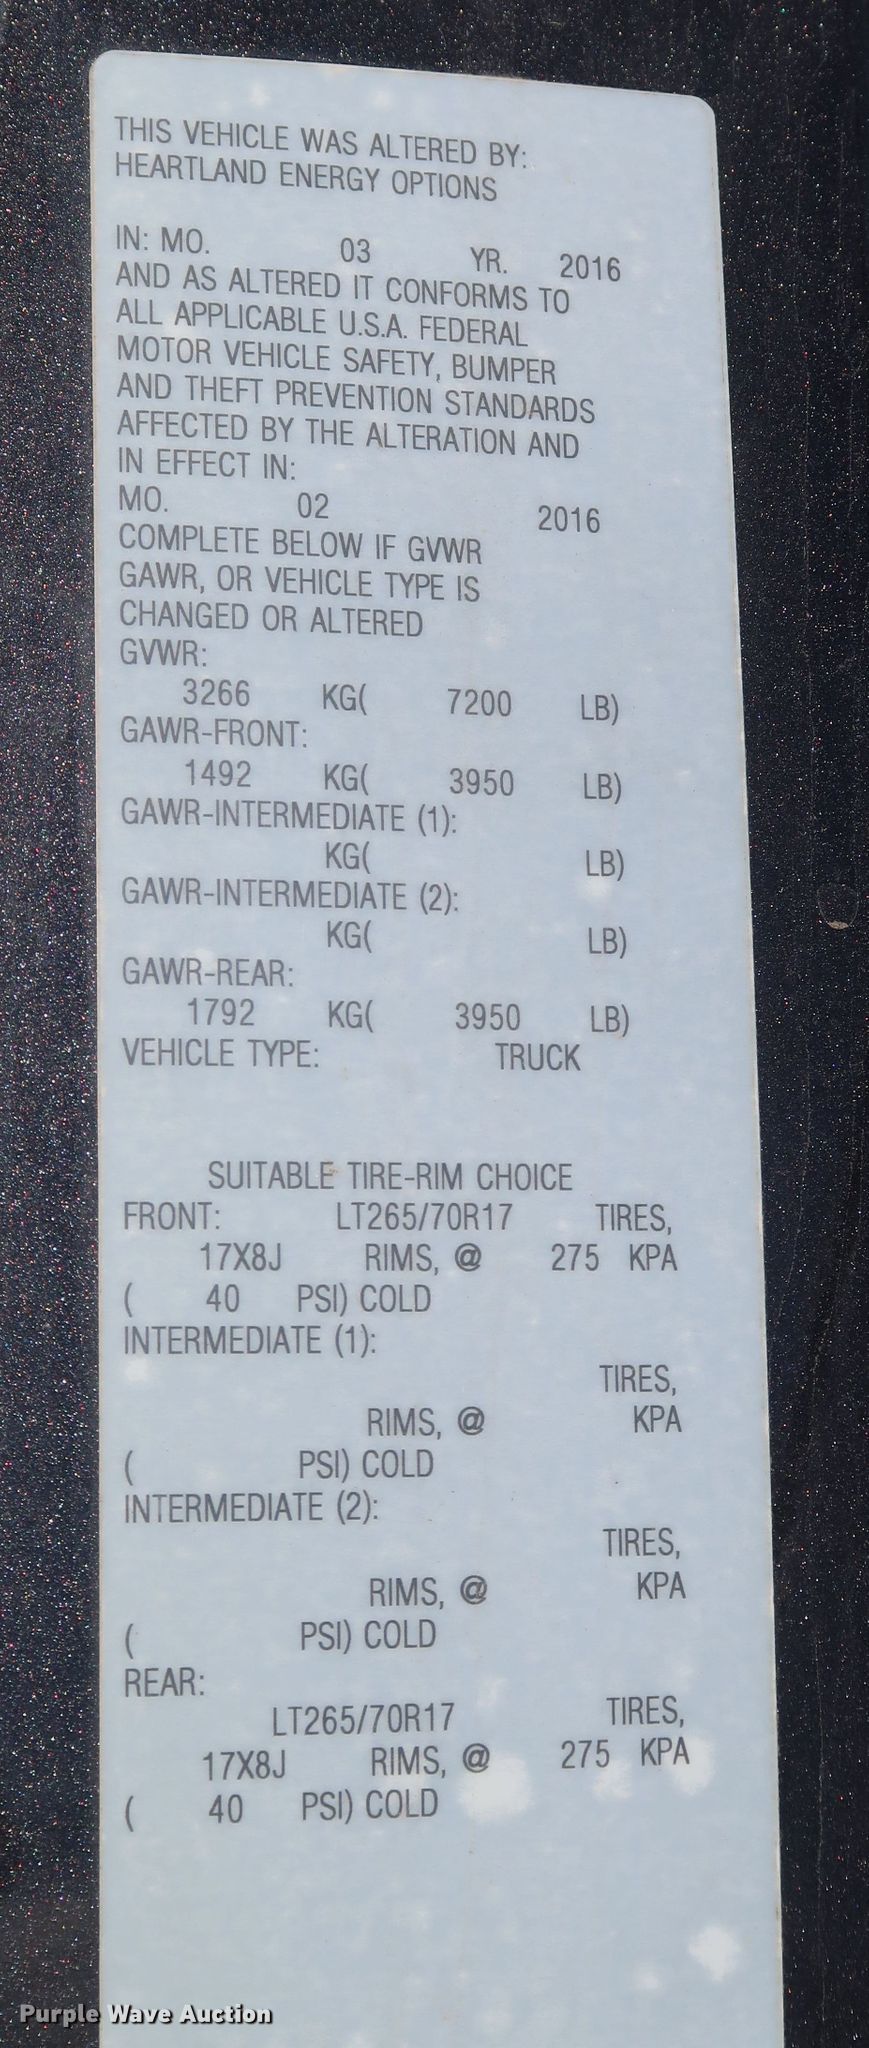 THIS VEHICLE WAS ALTERED BY:
HEARTLAND ENERGY OPTIONS
IN: MO. 03 YR. 2016
AND AS ALTERED IT CONFORMS TO
ALL APPLICABLE U.S.A. FEDERAL
MOTOR VEHICLE SAFETY, BUMPER
AND THEFT PREVENTION STANDARDS
AFFECTED BY THE ALTERATION AND
IN EFFECT IN:
MO. 02 2016
COMPLETE BELOW IF GVWR
GAWR, OR VEHICLE TYPE IS
CHANGED OR ALTERED
GVWR:
3266 KG( 7200 LB)
GAWR-FRONT:
1492 KG( 3950 LB)
GAWR-INTERMEDIATE (1):
KG( LB)
GAWR-INTERMEDIATE (2):
KG( LB)
GAWR-REAR:
1792 KG( 3950 LB)
VEHICLE TYPE: TRUCK
SUITABLE TIRE-RIM CHOICE
FRONT: LT265/70R17 TIRES,
17X8J RIMS, @ 275 KPA
( 40 PSI) COLD
INTERMEDIATE (1):
TIRES,
RIMS, @ KPA
( PSI) COLD
INTERMEDIATE (2):
TIRES,
RIMS, @ KPA
( PSI) COLD
REAR:
LT265/70R17 TIRES,
17X8J RIMS, @ 275 KPA
( 40 PSI) COLD
Purple Wave Auction